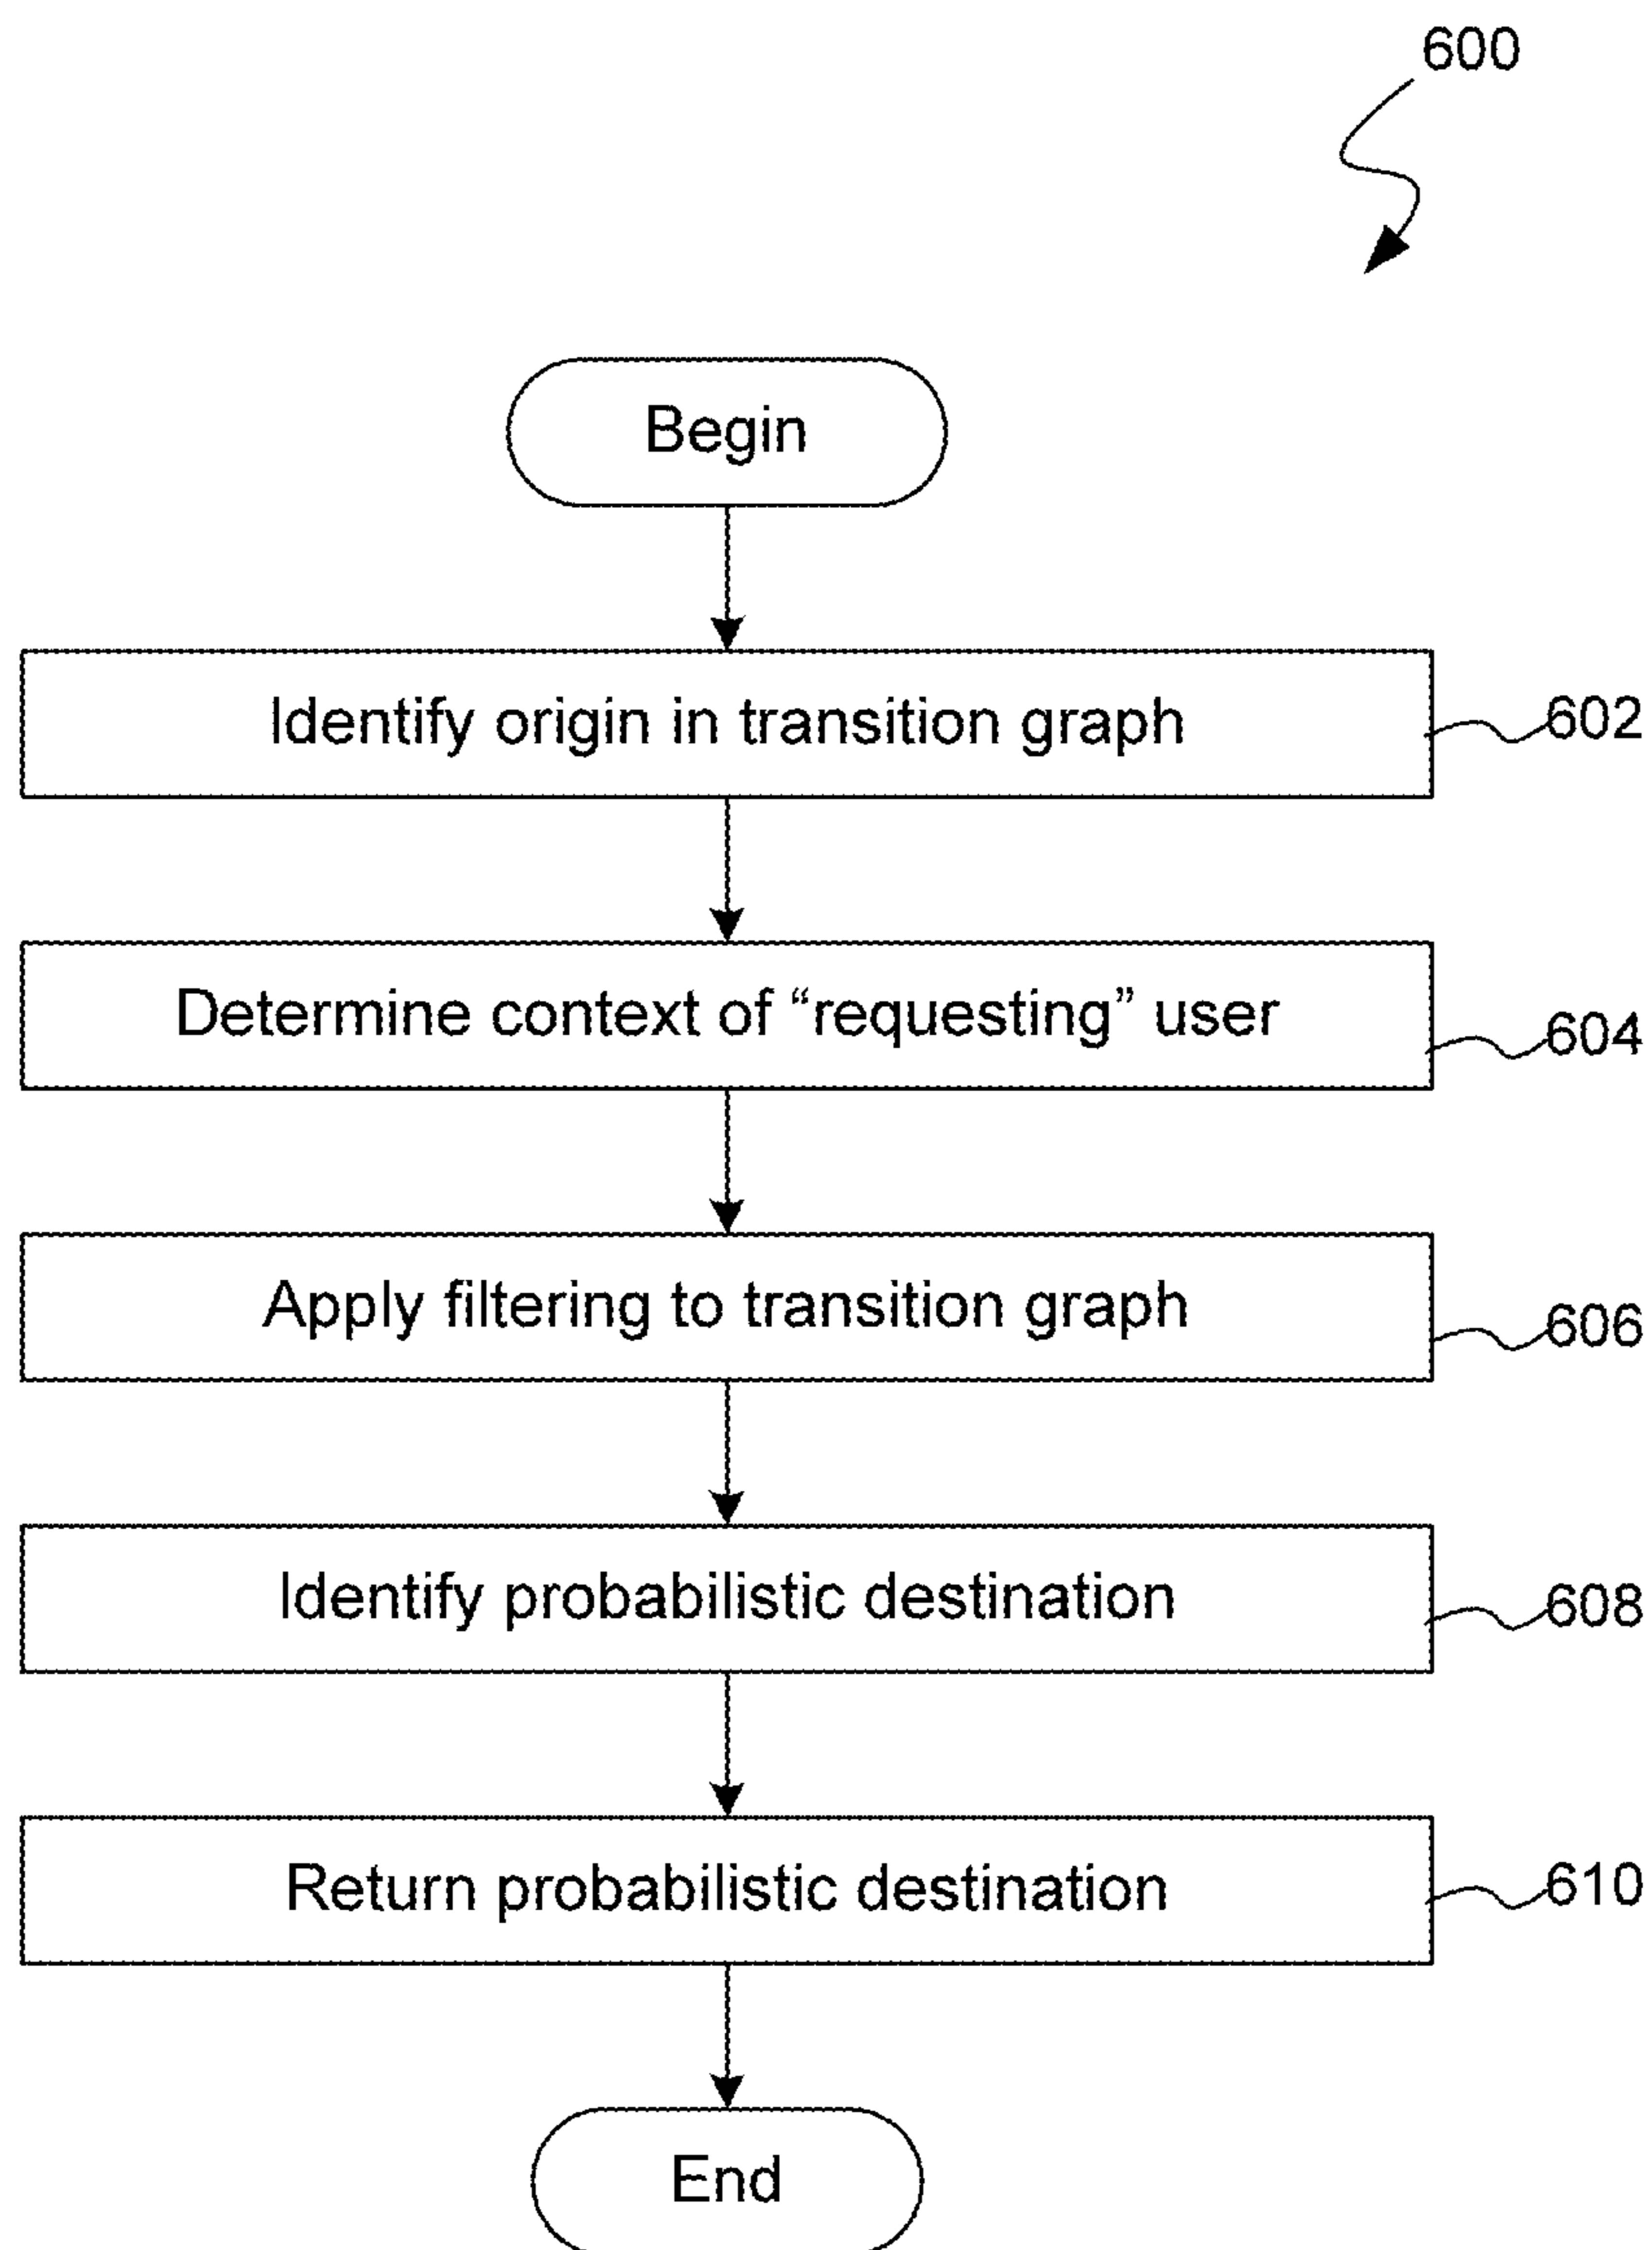 600
Begin
Identify origin in transition graph
602
Determine context of “requesting” user
604
Apply filtering to transition graph
606
Identify probabilistic destination
608
Return probabilistic destination
610
End